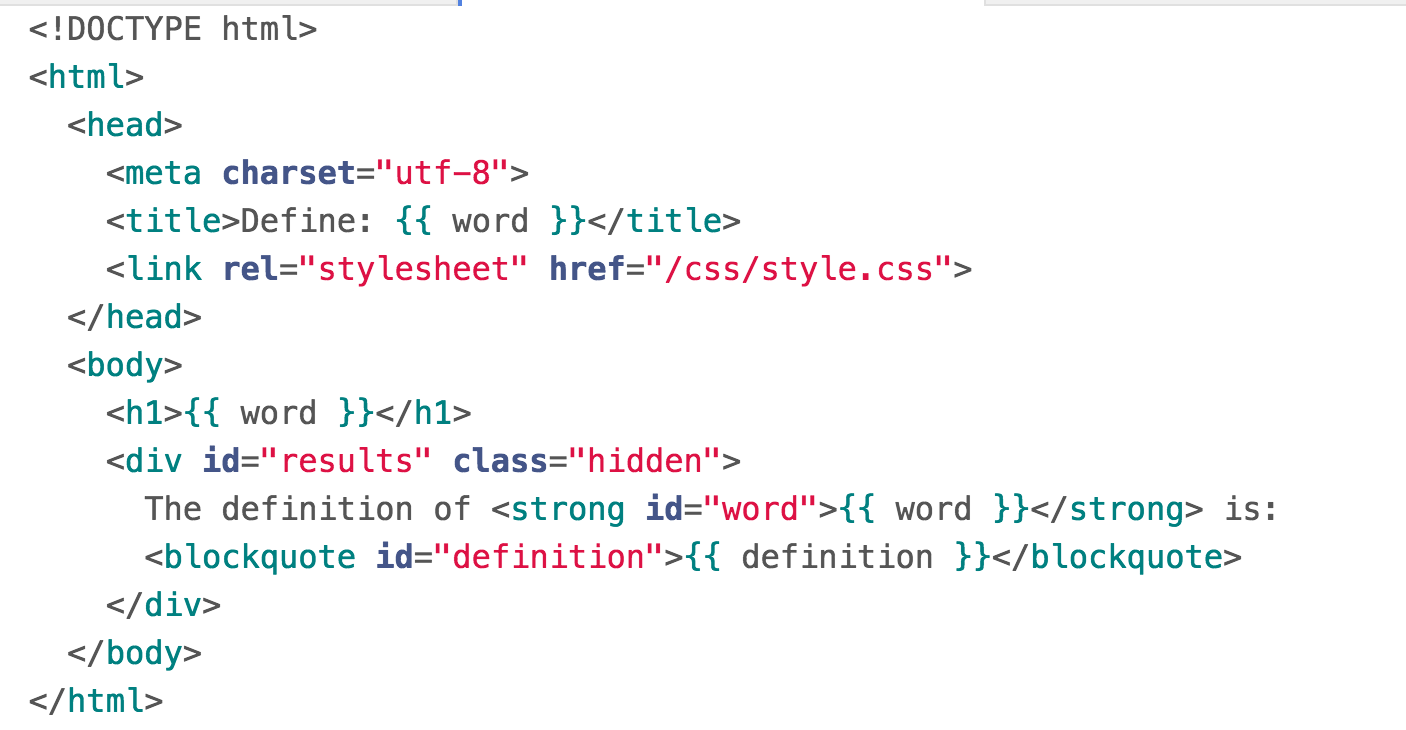 <!DOCTYPE html>
<html>
  <head>
    <meta charset="utf-8">
    <title>Define: {{ word }}</title>
    <link rel="stylesheet" href="/css/style.css">
  </head>
  <body>
    <h1>{{ word }}</h1>
    <div id="results" class="hidden">
      The definition of <strong id="word">{{ word }}</strong> is:
      <blockquote id="definition">{{ definition }}</blockquote>
    </div>
  </body>
</html>